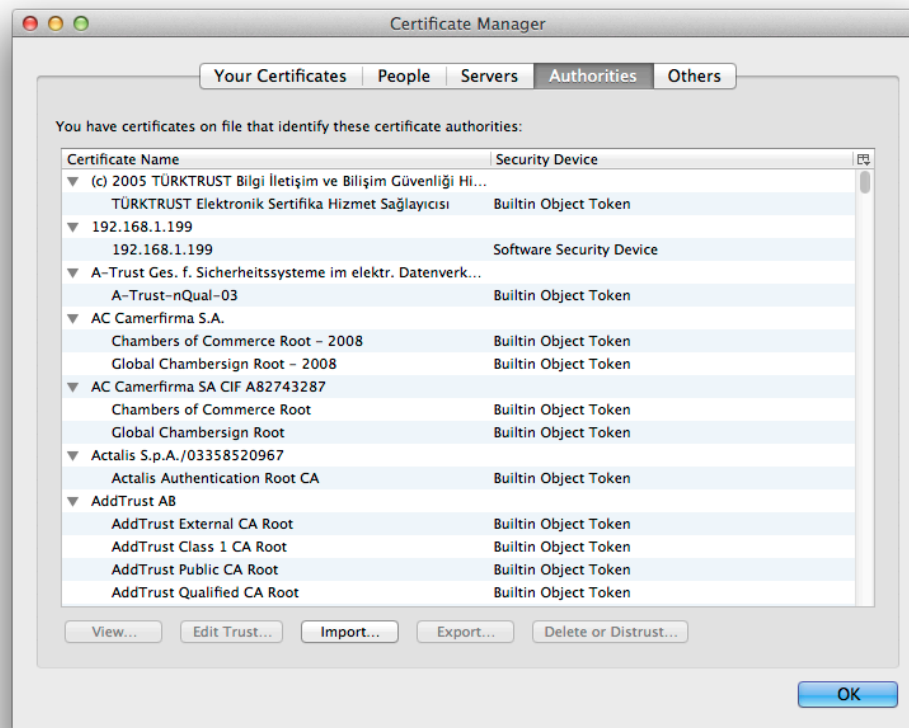 Certificate Manager
Your Certificates People Servers Authorities Others
You have certificates on file that identify these certificate authorities:
Certificate Name Security Device
(c) 2005 TÜRKTRUST Bilgi İletişim ve Bilişim Güvenliği Hi...
TÜRKTRUST Elektronik Sertifika Hizmet Sağlayıcısı Builtin Object Token
192.168.1.199
192.168.1.199 Software Security Device
A-Trust Ges. f. Sicherheitssysteme im elektr. Datenverk...
A-Trust-nQual-03 Builtin Object Token
AC Camerfirma S.A.
Chambers of Commerce Root - 2008 Builtin Object Token
Global Chambersign Root - 2008 Builtin Object Token
AC Camerfirma SA CIF A82743287
Chambers of Commerce Root Builtin Object Token
Global Chambersign Root Builtin Object Token
Actalis S.p.A./03358520967
Actalis Authentication Root CA Builtin Object Token
AddTrust AB
AddTrust External CA Root Builtin Object Token
AddTrust Class 1 CA Root Builtin Object Token
AddTrust Public CA Root Builtin Object Token
AddTrust Qualified CA Root Builtin Object Token
View... Edit Trust... Import... Export... Delete or Distrust...
OK